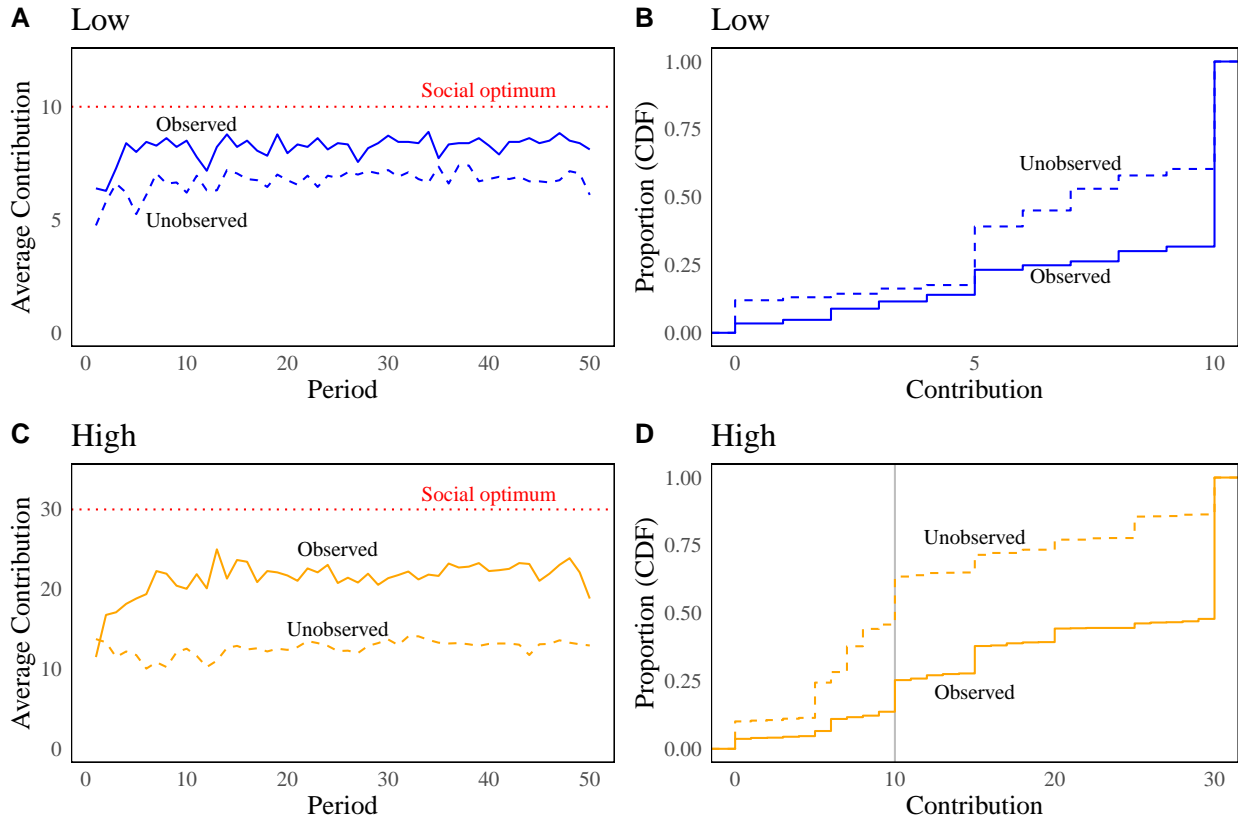 A Low
Average Contribution
10
5
0
Social optimum
Observed
Unobserved
0 10 20 30 40 50
Period
B Low
Proportion (CDF)
1.00
0.75
0.50
0.25
0.00
Unobserved
Observed
0 5 10
Contribution
C High
Average Contribution
30
20
10
0
Social optimum
Observed
Unobserved
0 10 20 30 40 50
Period
D High
Proportion (CDF)
1.00
0.75
0.50
0.25
0.00
Unobserved
Observed
0 10 20 30
Contribution